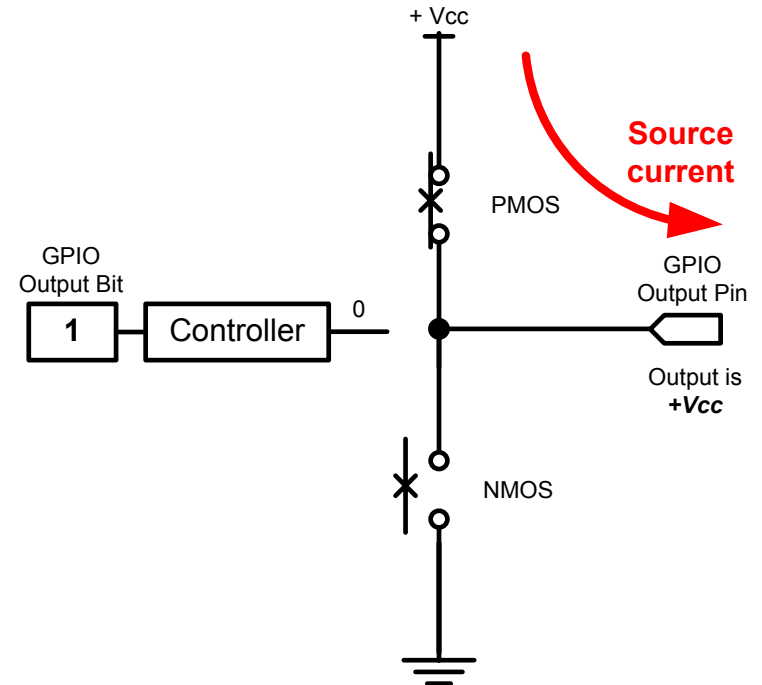 + Vcc
Source
current
PMOS
GPIO
Output Bit
1
Controller
0
GPIO
Output Pin
Output is
+Vcc
NMOS